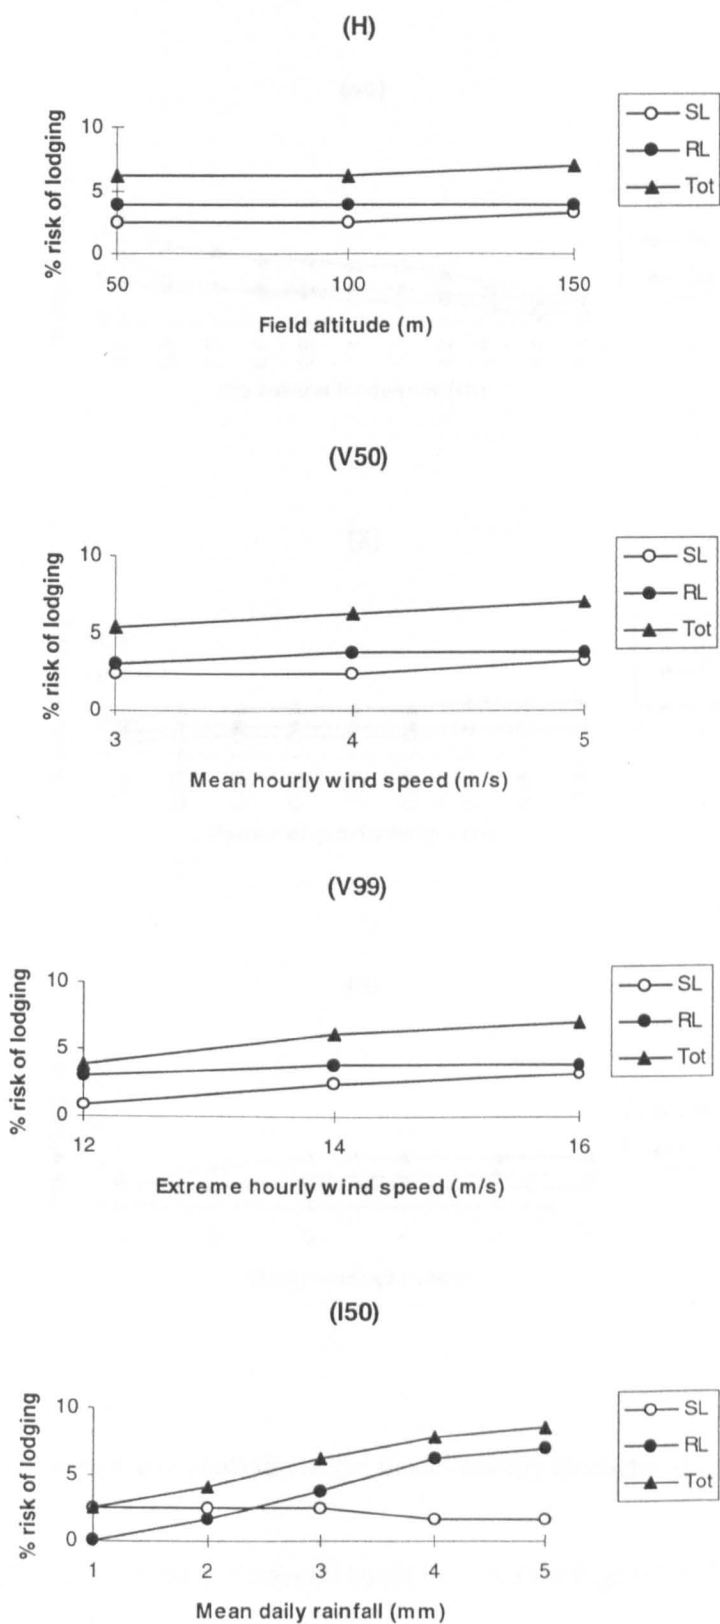 (H)
% risk of lodging
10
5
0
50 100 150
Field altitude (m)
SL
RL
Tot
(V50)
% risk of lodging
10
5
0
3 4 5
Mean hourly wind speed (m/s)
SL
RL
Tot
(V99)
% risk of lodging
10
5
0
12 14 16
Extreme hourly wind speed (m/s)
SL
RL
Tot
(I50)
% risk of lodging
10
5
0
1 2 3 4 5
Mean daily rainfall (mm)
SL
RL
Tot